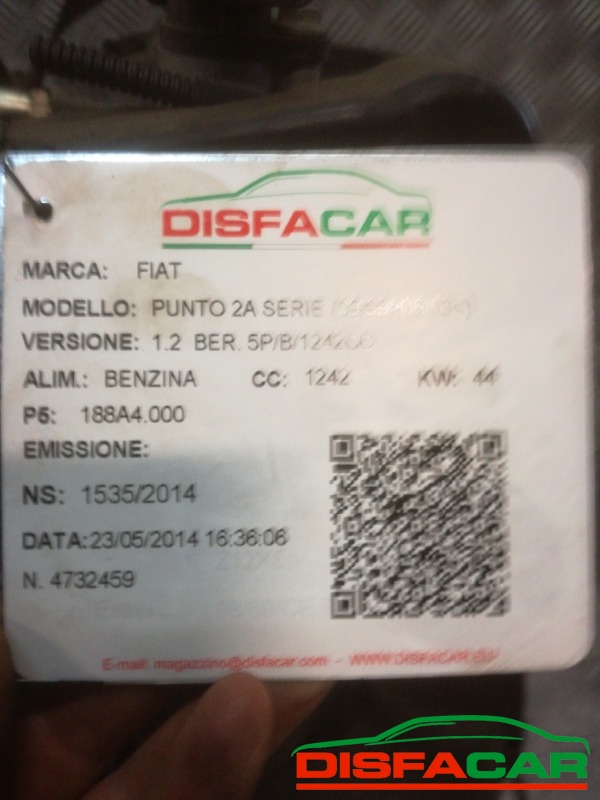 DISFACAR
MARCA: FIAT
MODELLO: PUNTO 2A SERIE
VERSIONE: 1.2 BER. 5P/B/1242CC
ALIM.: BENZINA CC: 1242 KW: 44
P5: 188A4.000
EMISSIONE:
NS: 1535/2014
DATA:23/05/2014 16:36:06
N. 4732459
E-mail: magazzino@disfacar.com - WWW.DISFACAR.EU
DISFACAR